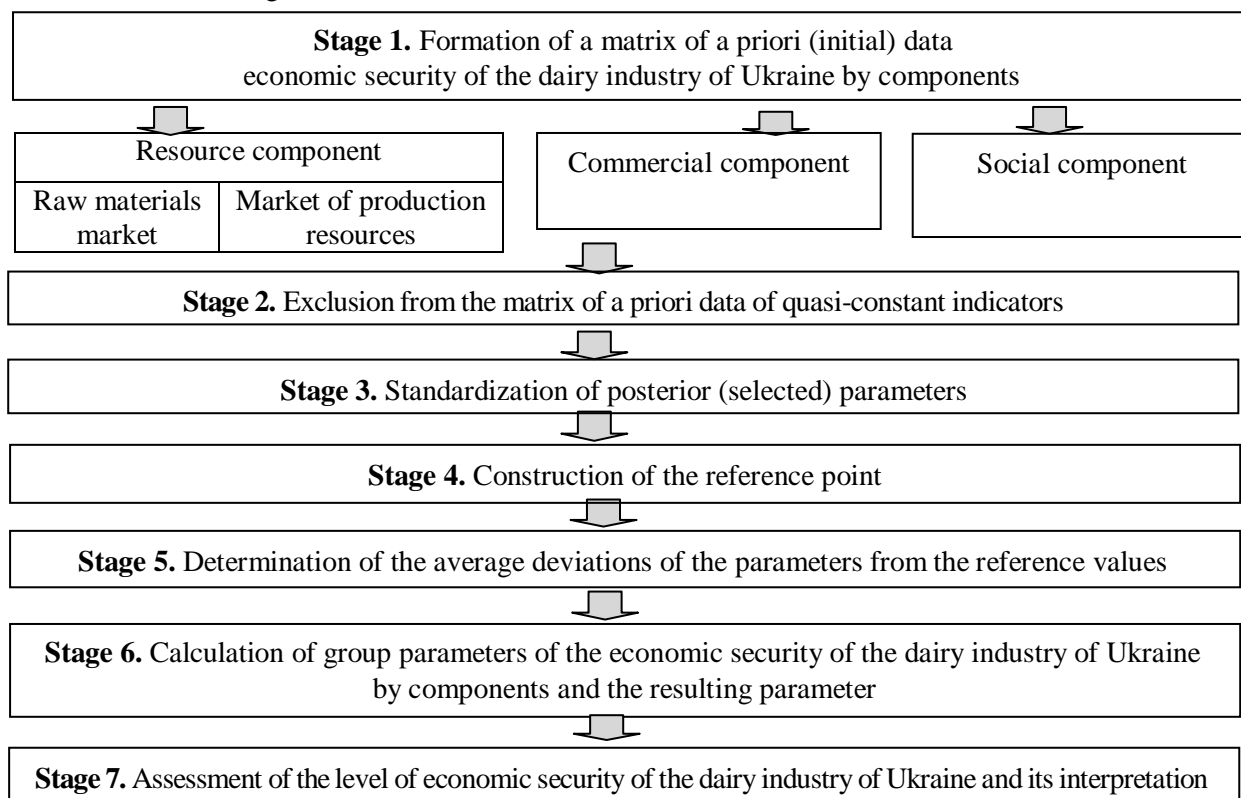 Stage 1. Formation of a matrix of a priori (initial) data
economic security of the dairy industry of Ukraine by components
Resource component
Raw materials
market
Market of production
resources
Commercial component
Social component
Stage 2. Exclusion from the matrix of a priori data of quasi-constant indicators
Stage 3. Standardization of posterior (selected) parameters
Stage 4. Construction of the reference point
Stage 5. Determination of the average deviations of the parameters from the reference values
Stage 6. Calculation of group parameters of the economic security of the dairy industry of Ukraine
by components and the resulting parameter
Stage 7. Assessment of the level of economic security of the dairy industry of Ukraine and its interpretation